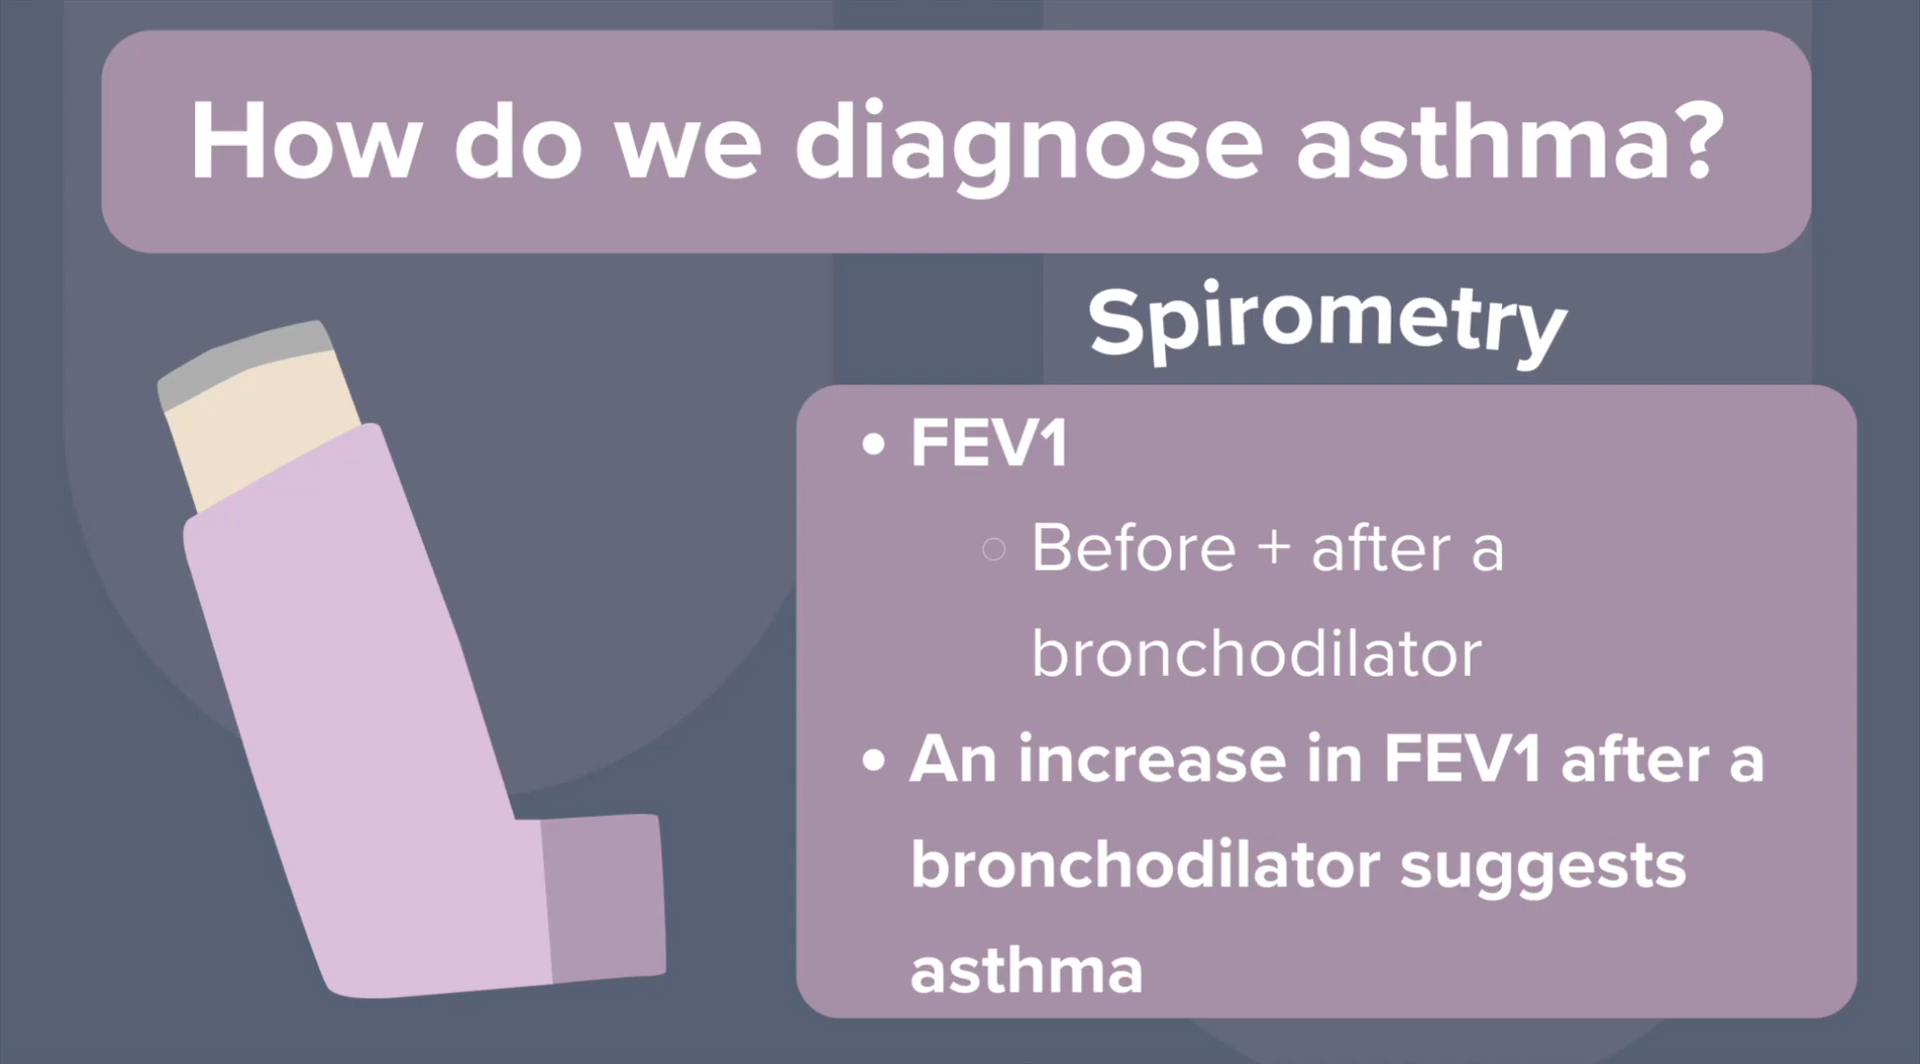 How do we diagnose asthma?
Spirometry
• FEV1
○ Before + after a
bronchodilator
• An increase in FEV1 after a
bronchodilator suggests
asthma